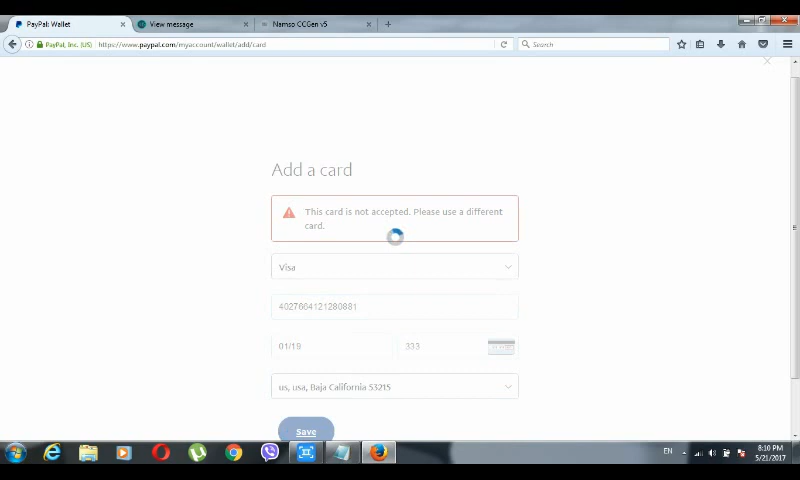 PayPal: Wallet
View message
Namso CCGen v5
PayPal, Inc. (US)
https://www.paypal.com/myaccount/wallet/add/card
Search
Add a card
This card is not accepted. Please use a different
card.
Visa
4027664121280881
01/19
333
us, usa, Baja California 53215
Save
EN
8:10 PM
5/21/2017